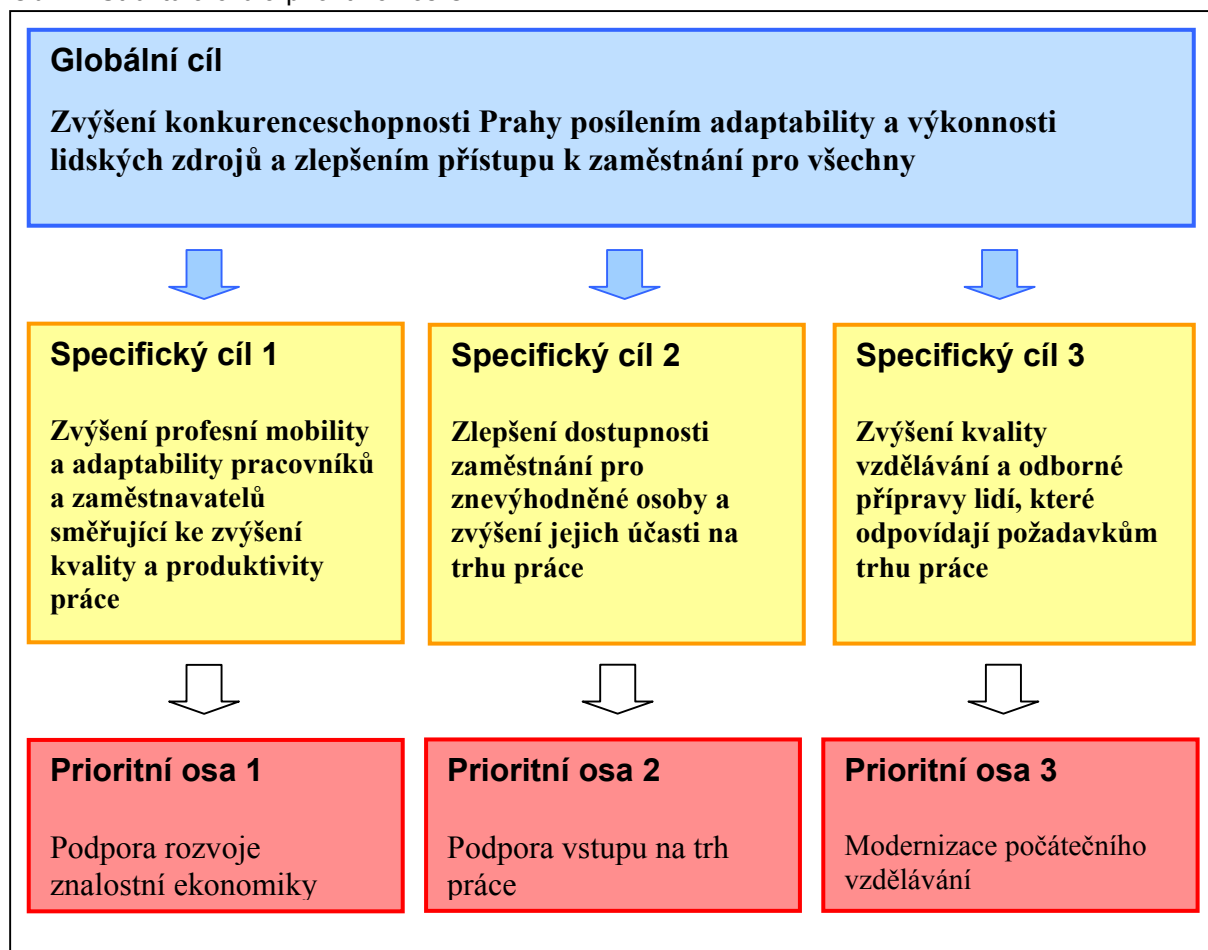 Globální cíl
Zvýšení konkurenceschopnosti Prahy posílením adaptability a výkonnosti
lidských zdrojů a zlepšením přístupu k zaměstnání pro všechny
Specifický cíl 1
Zvýšení profesní mobility
a adaptability pracovníků
a zaměstnavatelů
směřující ke zvýšení
kvality a produktivity
práce
Specifický cíl 2
Zlepšení dostupnosti
zaměstnání pro
znevýhodněné osoby a
zvýšení jejich účasti na
trhu práce
Specifický cíl 3
Zvýšení kvality
vzdělávání a odborné
přípravy lidí, které
odpovídají požadavkům
trhu práce
Prioritní osa 1
Podpora rozvoje
znalostní ekonomiky
Prioritní osa 2
Podpora vstupu na trh
práce
Prioritní osa 3
Modernizace počátečního
vzdělávání